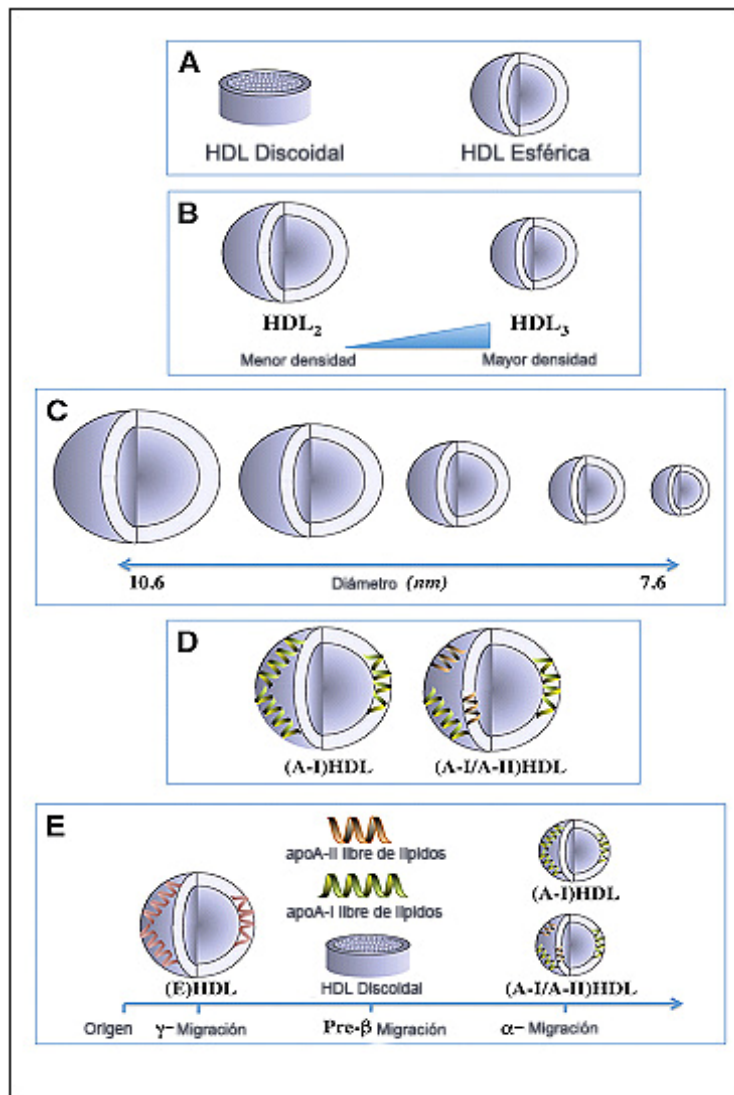 A
HDL Discoidal
HDL Esférica
B
HDL₂
HDL₃
Menor densidad
Mayor densidad
C
10.6
Diámetro (nm)
7.6
D
(A-I)HDL
(A-I/A-II)HDL
E
apoA-II libre de lípidos
apoA-I libre de lípidos
(A-I)HDL
(E)HDL
HDL Discoidal
(A-I/A-II)HDL
Origen
γ- Migración
Pre-β Migración
α- Migración